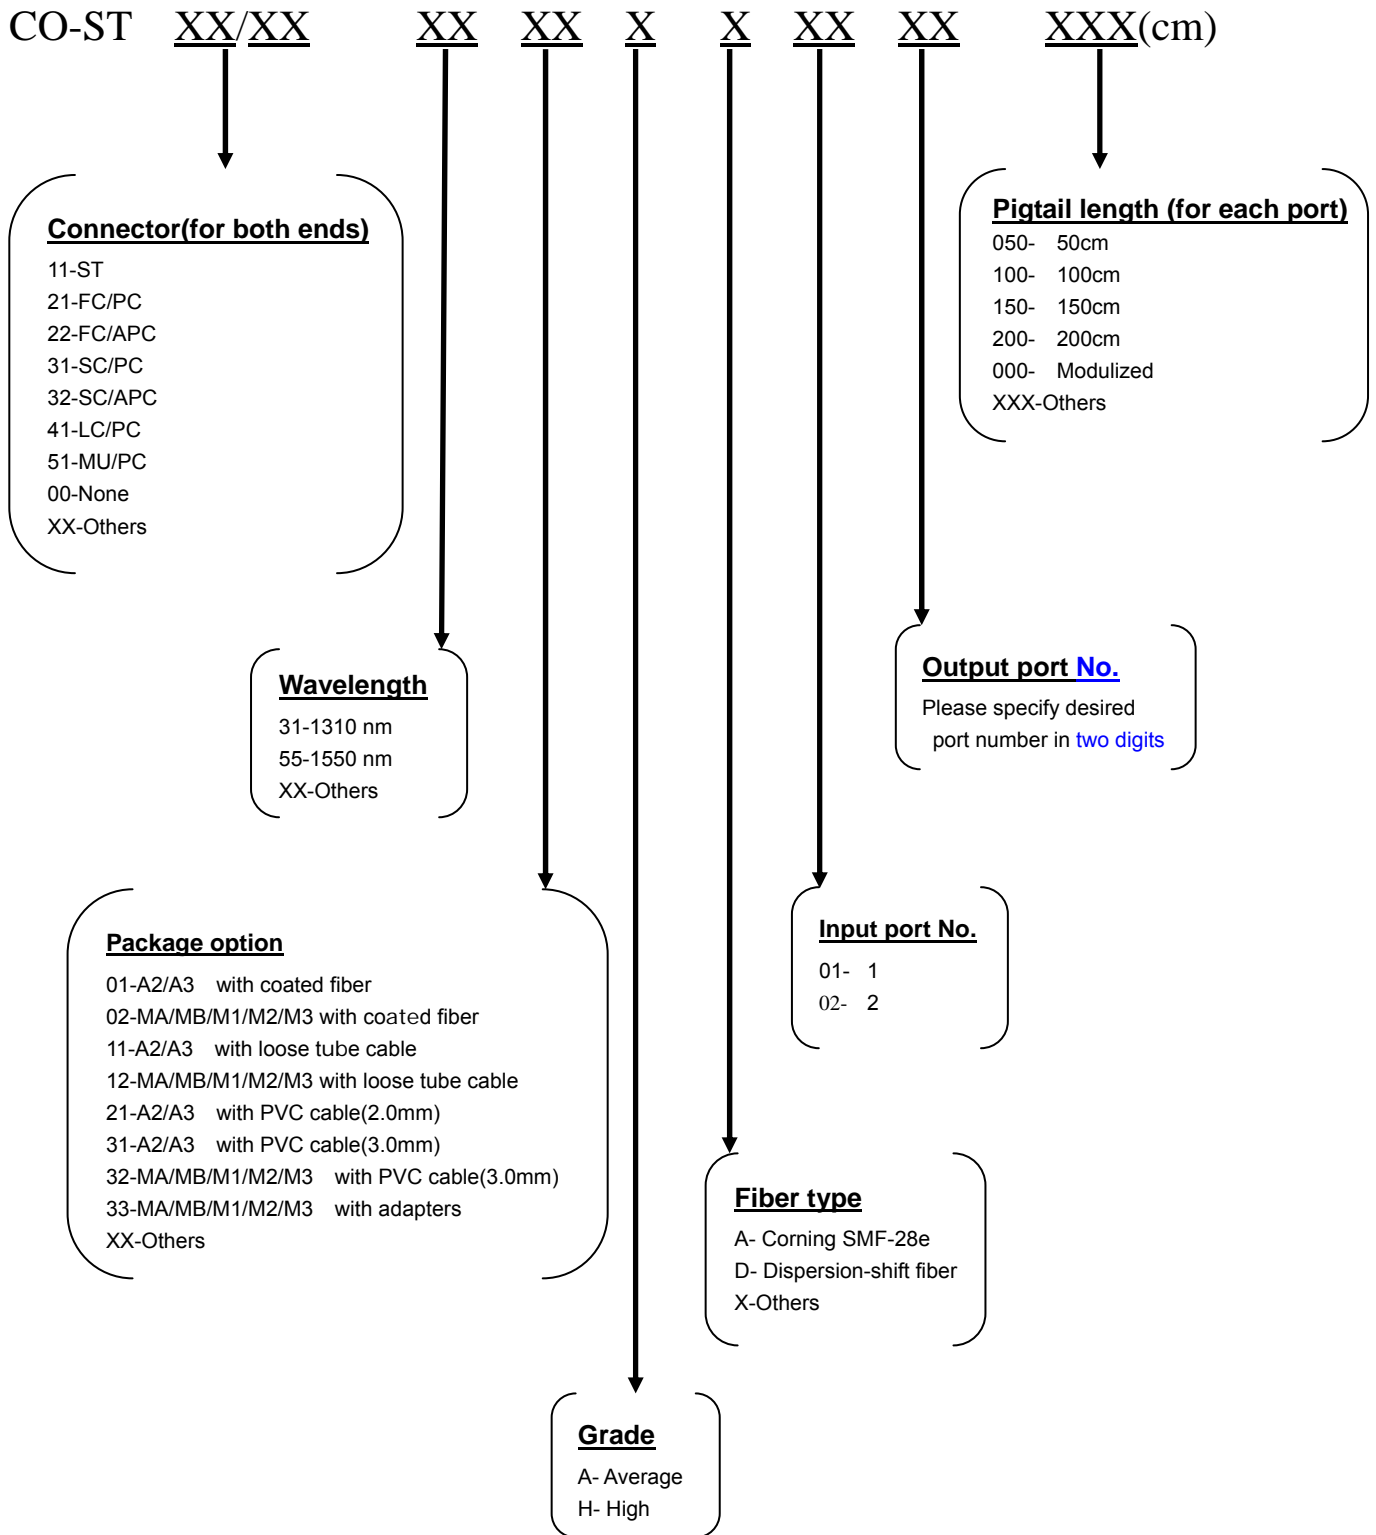 CO-ST XX/XX XX XX X X XX XX XXX(cm)
Connector(for both ends)
11-ST
21-FC/PC
22-FC/APC
31-SC/PC
32-SC/APC
41-LC/PC
51-MU/PC
00-None
XX-Others
Pigtail length (for each port)
050- 50cm
100- 100cm
150- 150cm
200- 200cm
000- Modulized
XXX-Others
Wavelength
31-1310 nm
55-1550 nm
XX-Others
Output port No.
Please specify desired
port number in two digits
Package option
01-A2/A3 with coated fiber
02-MA/MB/M1/M2/M3 with coated fiber
11-A2/A3 with loose tube cable
12-MA/MB/M1/M2/M3 with loose tube cable
21-A2/A3 with PVC cable(2.0mm)
31-A2/A3 with PVC cable(3.0mm)
32-MA/MB/M1/M2/M3 with PVC cable(3.0mm)
33-MA/MB/M1/M2/M3 with adapters
XX-Others
Input port No.
01- 1
02- 2
Fiber type
A- Corning SMF-28e
D- Dispersion-shift fiber
X-Others
Grade
A- Average
H- High